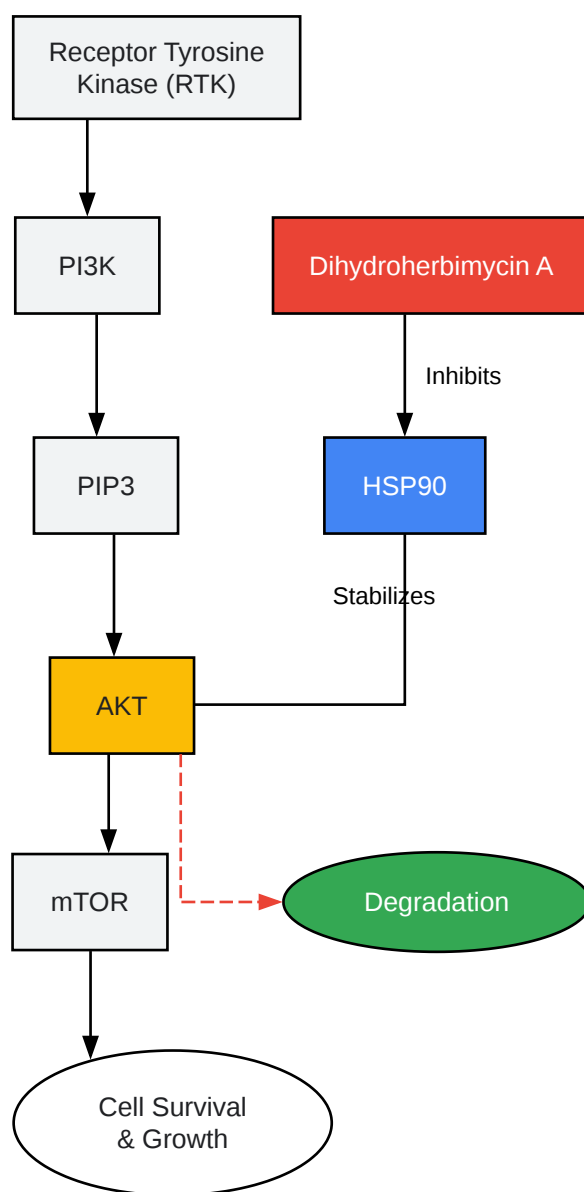 Receptor Tyrosine
Kinase (RTK)
PI3K
Dihydroherbimycin A
Inhibits
PIP3
HSP90
Stabilizes
AKT
mTOR
Degradation
Cell Survival
& Growth